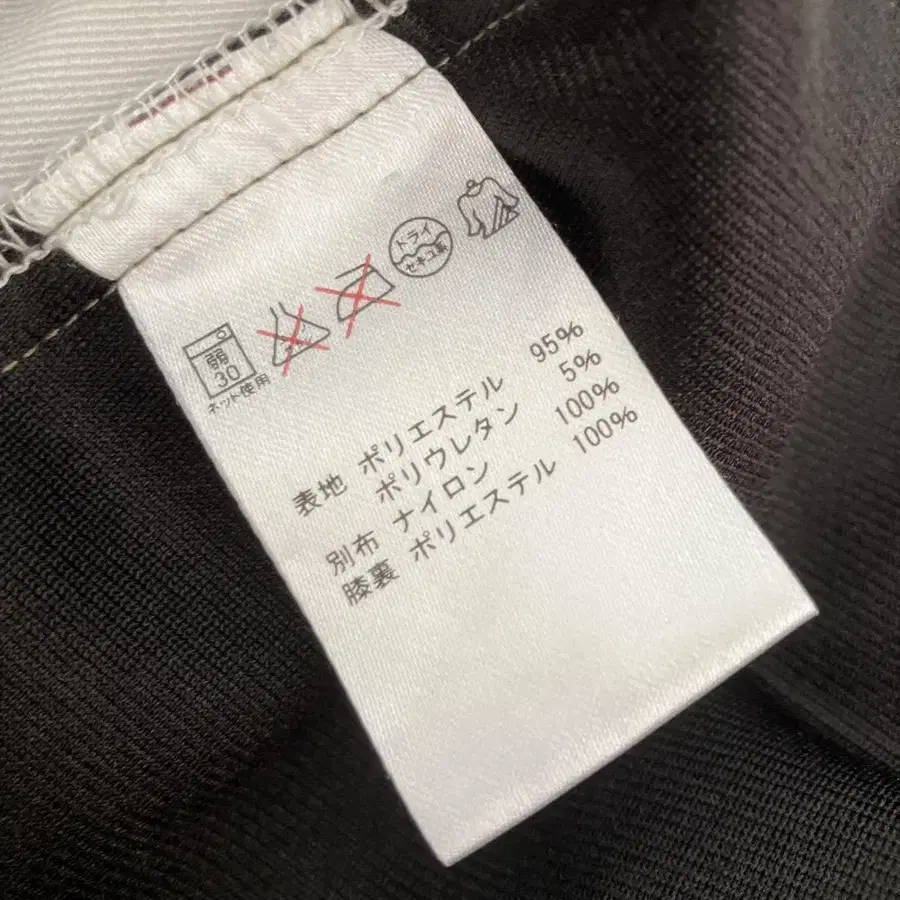 弱
30
ネット使用
ドライ
セキユ系
表地 ポリエステル 95%
ポリウレタン 5%
別布 ナイロン 100%
膝裏 ポリエステル 100%